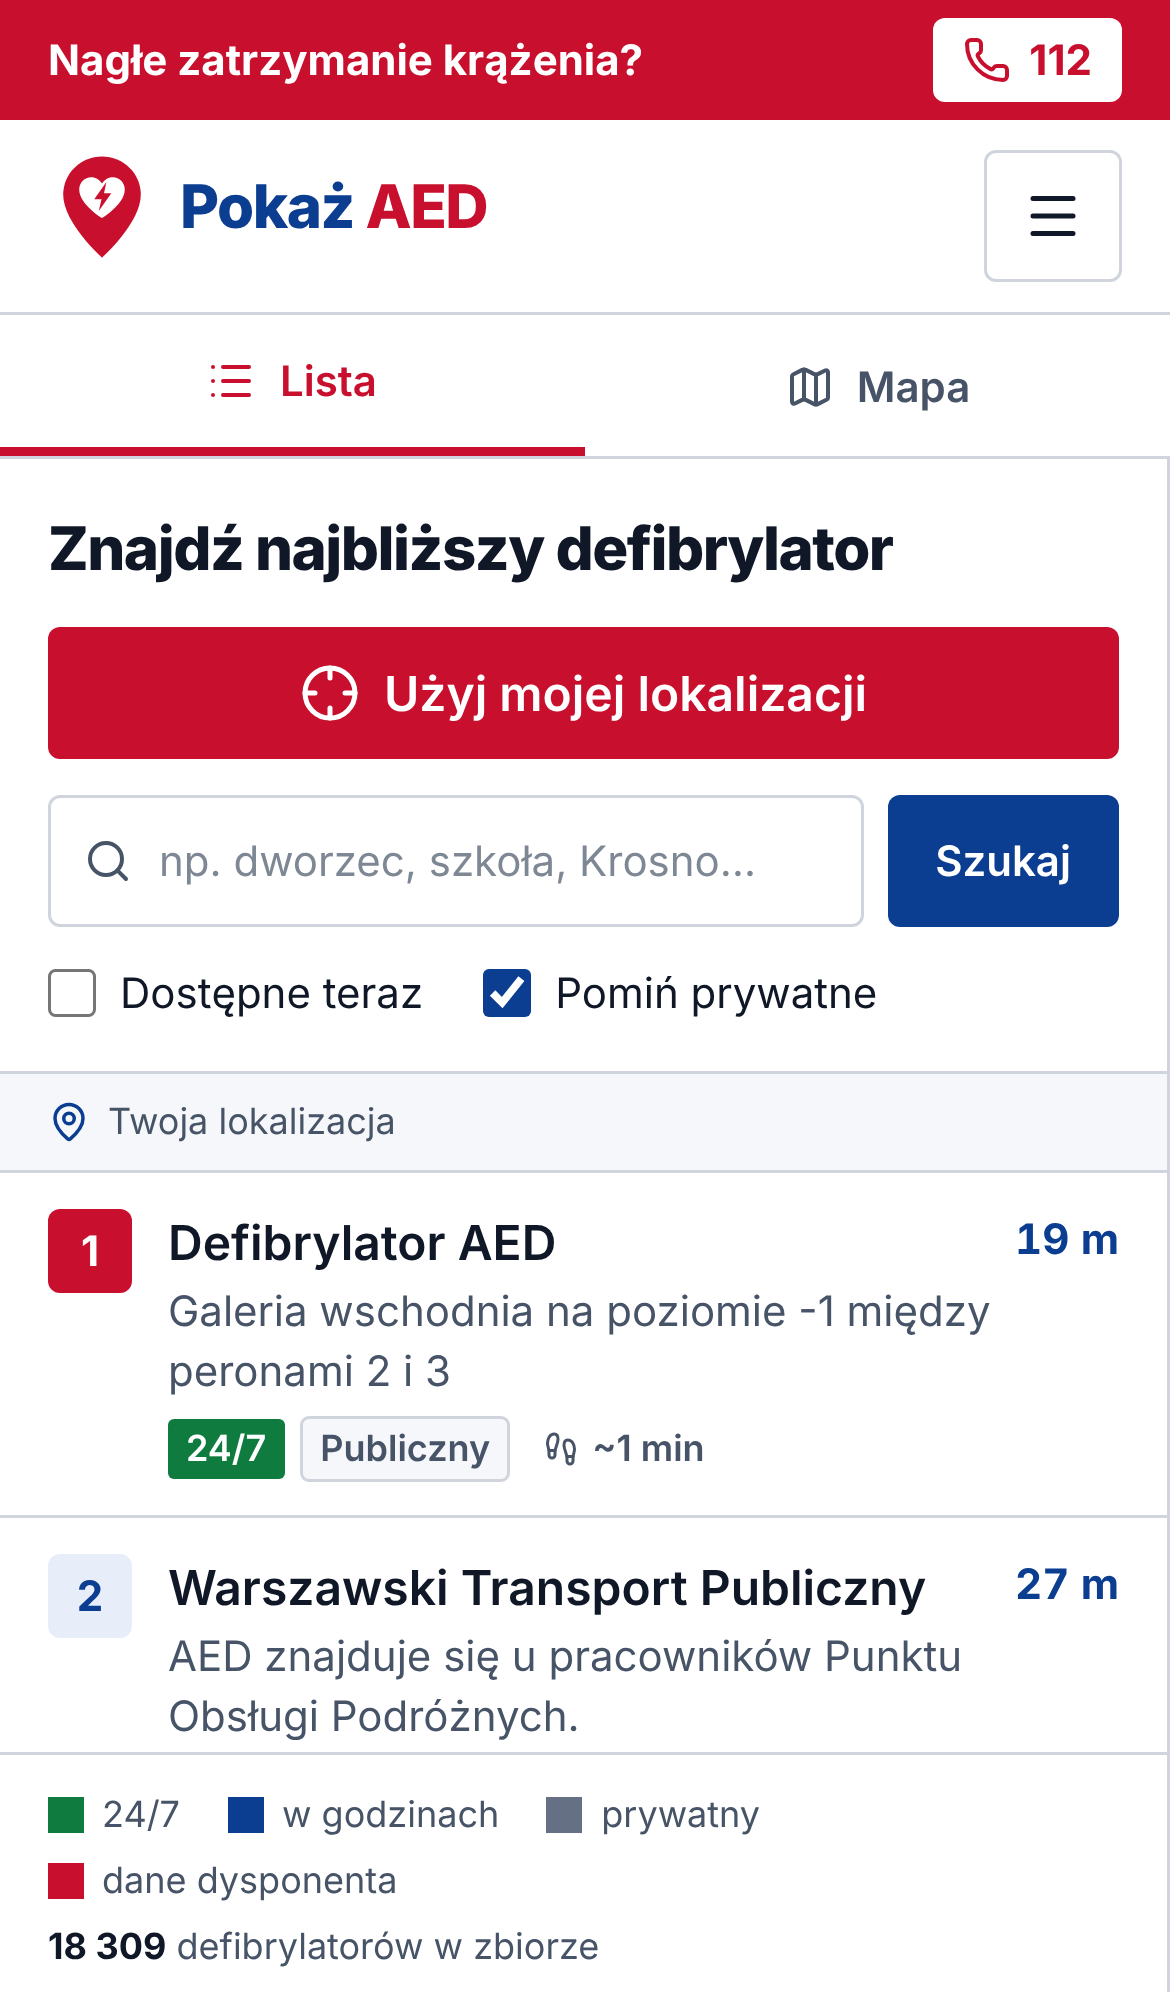 Nagłe zatrzymanie krążenia?
112
Pokaż AED
Lista
Mapa
Znajdź najbliższy defibrylator
Użyj mojej lokalizacji
np. dworzec, szkoła, Krosno...
Szukaj
Dostępne teraz
Pomiń prywatne
Twoja lokalizacja
1
Defibrylator AED
19 m
Galeria wschodnia na poziomie -1 między
peronami 2 i 3
24/7
Publiczny
~1 min
2
Warszawski Transport Publiczny
27 m
AED znajduje się u pracowników Punktu
Obsługi Podróżnych.
24/7
w godzinach
prywatny
dane dysponenta
18 309 defibrylatorów w zbiorze